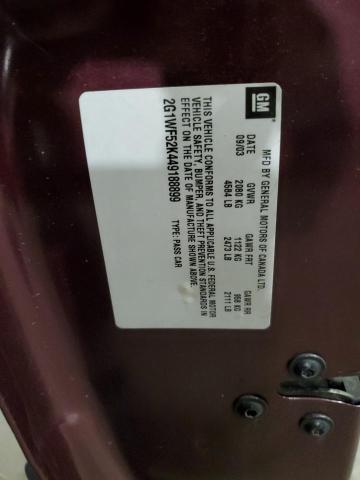 GM
MFD BY GENERAL MOTORS OF CANADA LTD.
DATE GVWR GAWR FRT GAWR RR
09/03 2080 KG 1122 KG 958 KG
4584 LB 2473 LB 2111 LB
THIS VEHICLE CONFORMS TO ALL APPLICABLE U.S. FEDERAL MOTOR
VEHICLE SAFETY, BUMPER, AND THEFT PREVENTION STANDARDS IN
EFFECT ON THE DATE OF MANUFACTURE SHOWN ABOVE.
2G1WF52K449188899 TYPE: PASS CAR